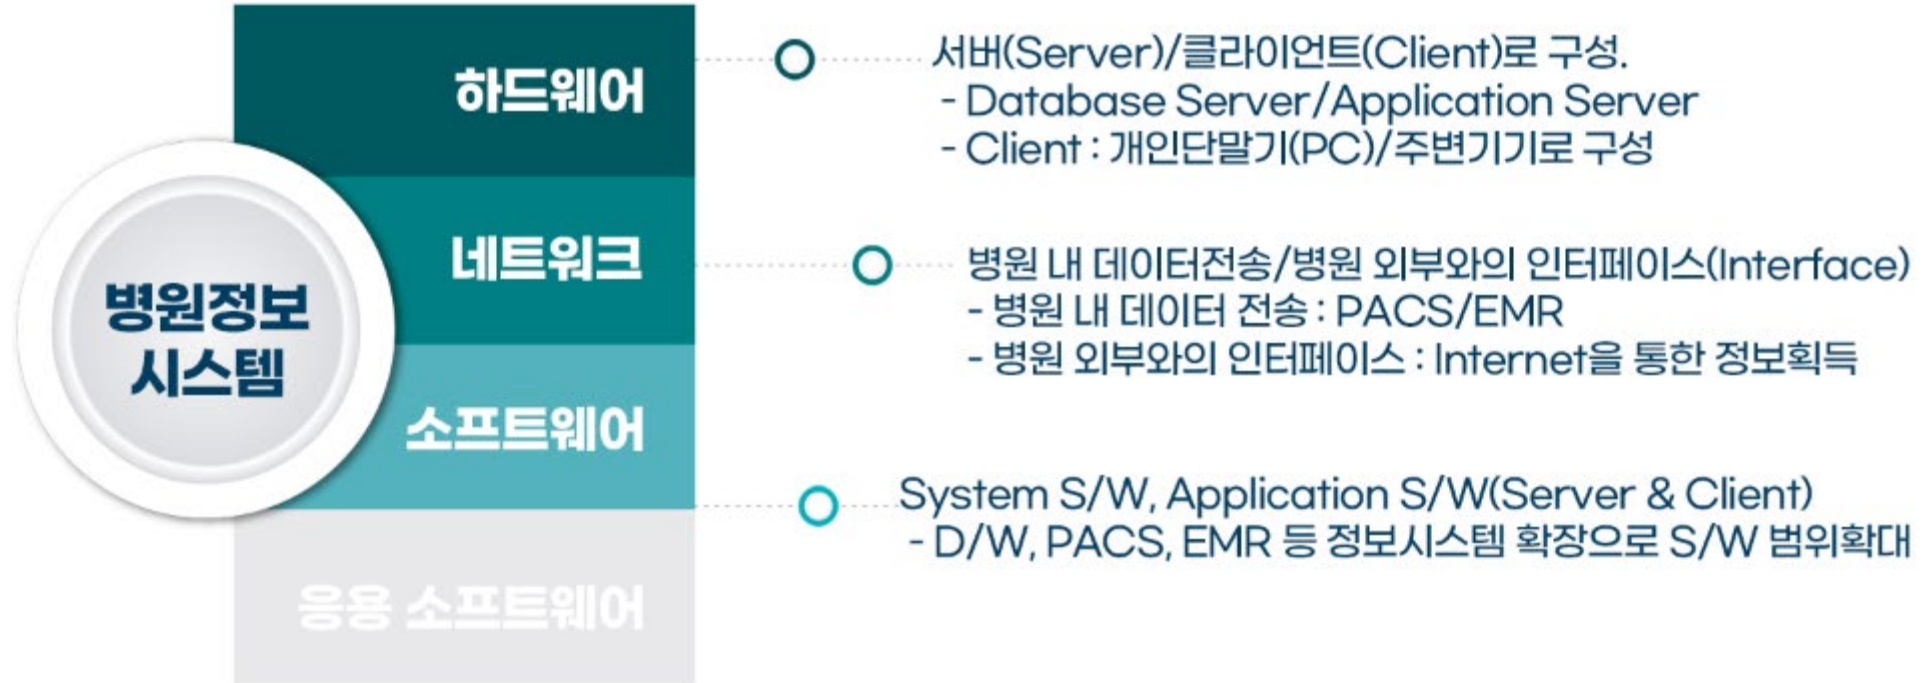 병원정보
시스템
하드웨어
서버(Server)/클라이언트(Client)로 구성.
- Database Server/Application Server
- Client : 개인단말기(PC)/주변기기로 구성
네트워크
병원 내 데이터전송/병원 외부와의 인터페이스(Interface)
- 병원 내 데이터 전송 : PACS/EMR
- 병원 외부와의 인터페이스 : Internet을 통한 정보획득
소프트웨어
System S/W, Application S/W(Server & Client)
- D/W, PACS, EMR 등 정보시스템 확장으로 S/W 범위확대
응용 소프트웨어